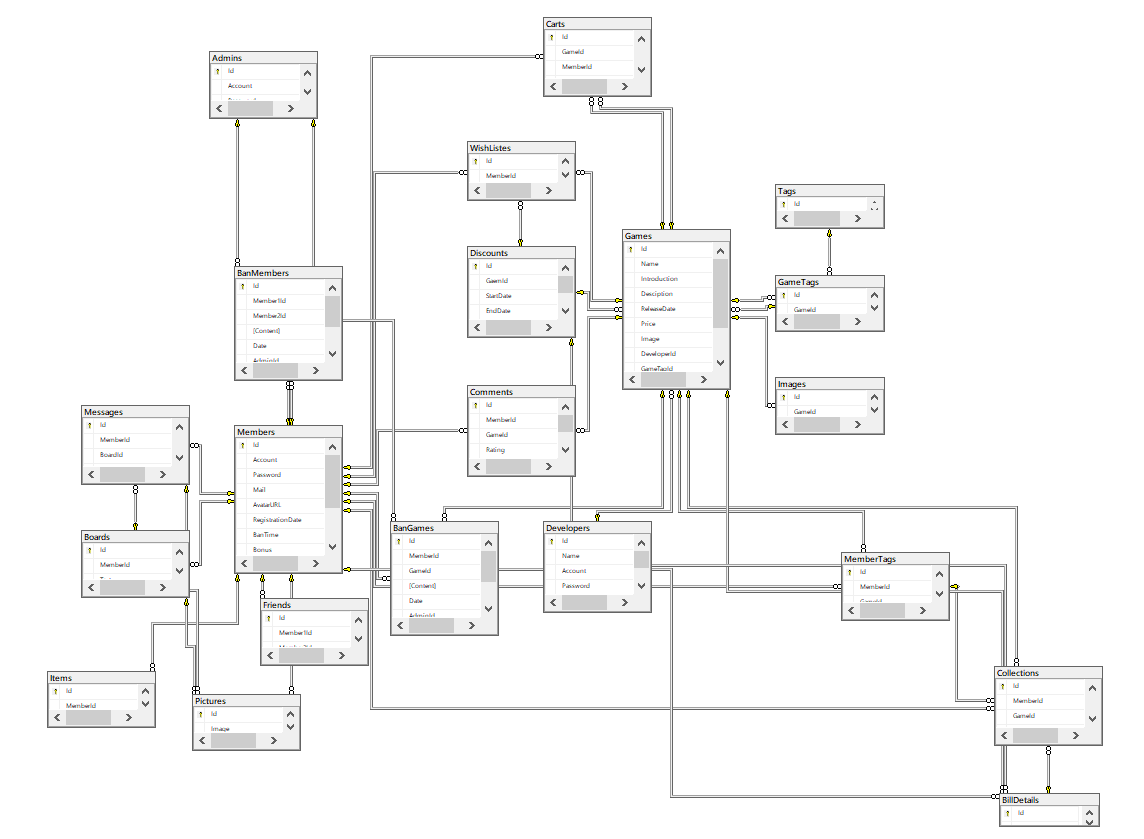 Carts
Id
GameId
MemberId
Admins
Id
Account
WishListes
Id
MemberId
Tags
Id
Games
Id
Name
Introduction
Desciption
ReleaseDate
Price
Image
DeveloperId
GameTagId
Discounts
Id
GaemId
StartDate
EndDate
BanMembers
Id
Member1Id
Member2Id
[Content]
Date
AdminId
GameTags
Id
GameId
Images
Id
GameId
Comments
Id
MemberId
GameId
Rating
Messages
Id
MemberId
BoardId
Members
Id
Account
Password
Mail
AvatarURL
RegistrationDate
BanTime
Bonus
Boards
Id
MemberId
BanGames
Id
MemberId
GameId
[Content]
Date
AdminId
Developers
Id
Name
Account
Password
MemberTags
Id
MemberId
GameId
Friends
Id
Member1Id
Items
Id
MemberId
Pictures
Id
Image
Collections
Id
MemberId
GameId
BillDetails
Id